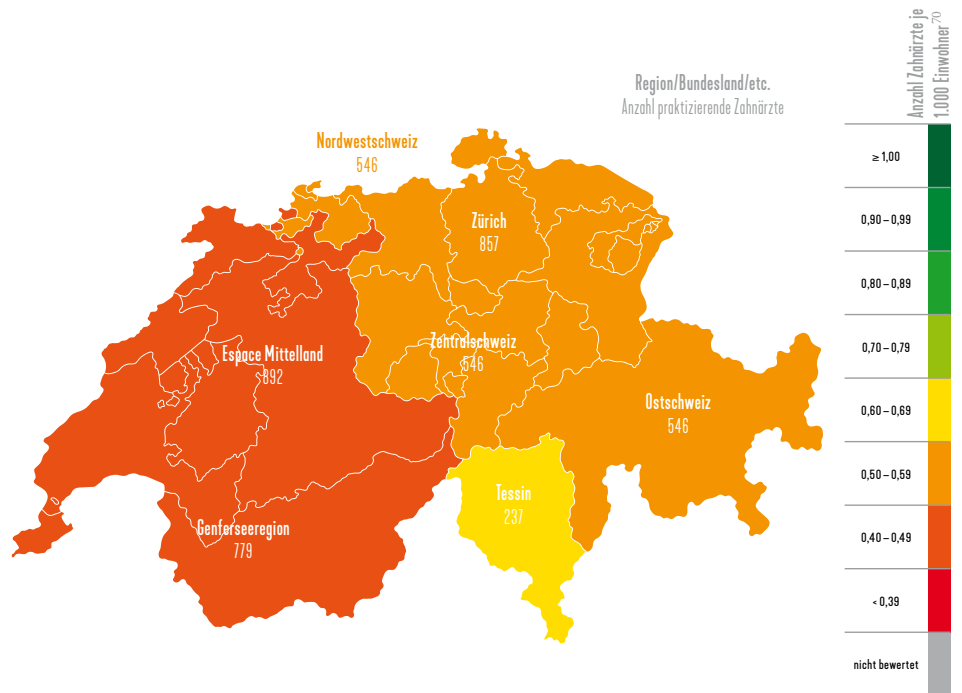 Anzahl Zahnärzte je
1.000 Einwohner⁷⁰
Region/Bundesland/etc.
Anzahl praktizierende Zahnärzte
Nordwestschweiz
546
Zürich
857
Zentralschweiz
546
Espace Mittelland
892
Ostschweiz
546
Tessin
237
Genferseeregion
779
≥ 1,00
0,90 – 0,99
0,80 – 0,89
0,70 – 0,79
0,60 – 0,69
0,50 – 0,59
0,40 – 0,49
< 0,39
nicht bewertet